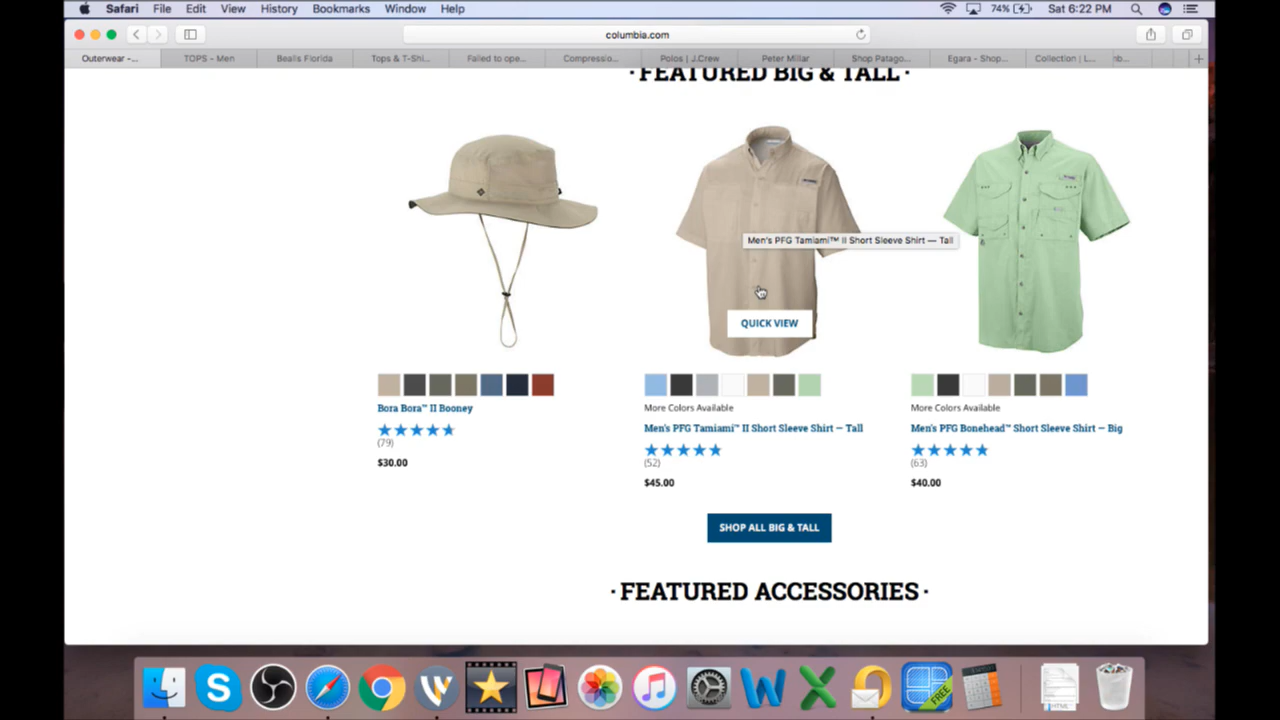 Safari File Edit View History Bookmarks Window Help 74% Sat 6:22 PM
columbia.com
Outerwear -... TOPS - Men Bealls Florida Tops & T-Shi... Failed to ope... Compressio... Polos | J.Crew Peter Millar Shop Patago... Egara - Shop... Collection | L...
· FEATURED BIG & TALL ·
Men's PFG Tamiami™ II Short Sleeve Shirt — Tall
QUICK VIEW
More Colors Available More Colors Available
Bora Bora™ II Booney
Men's PFG Tamiami™ II Short Sleeve Shirt — Tall Men's PFG Bonehead™ Short Sleeve Shirt — Big
(79)
(52) (63)
$30.00
$45.00 $40.00
SHOP ALL BIG & TALL
· FEATURED ACCESSORIES ·
FREE
HTML